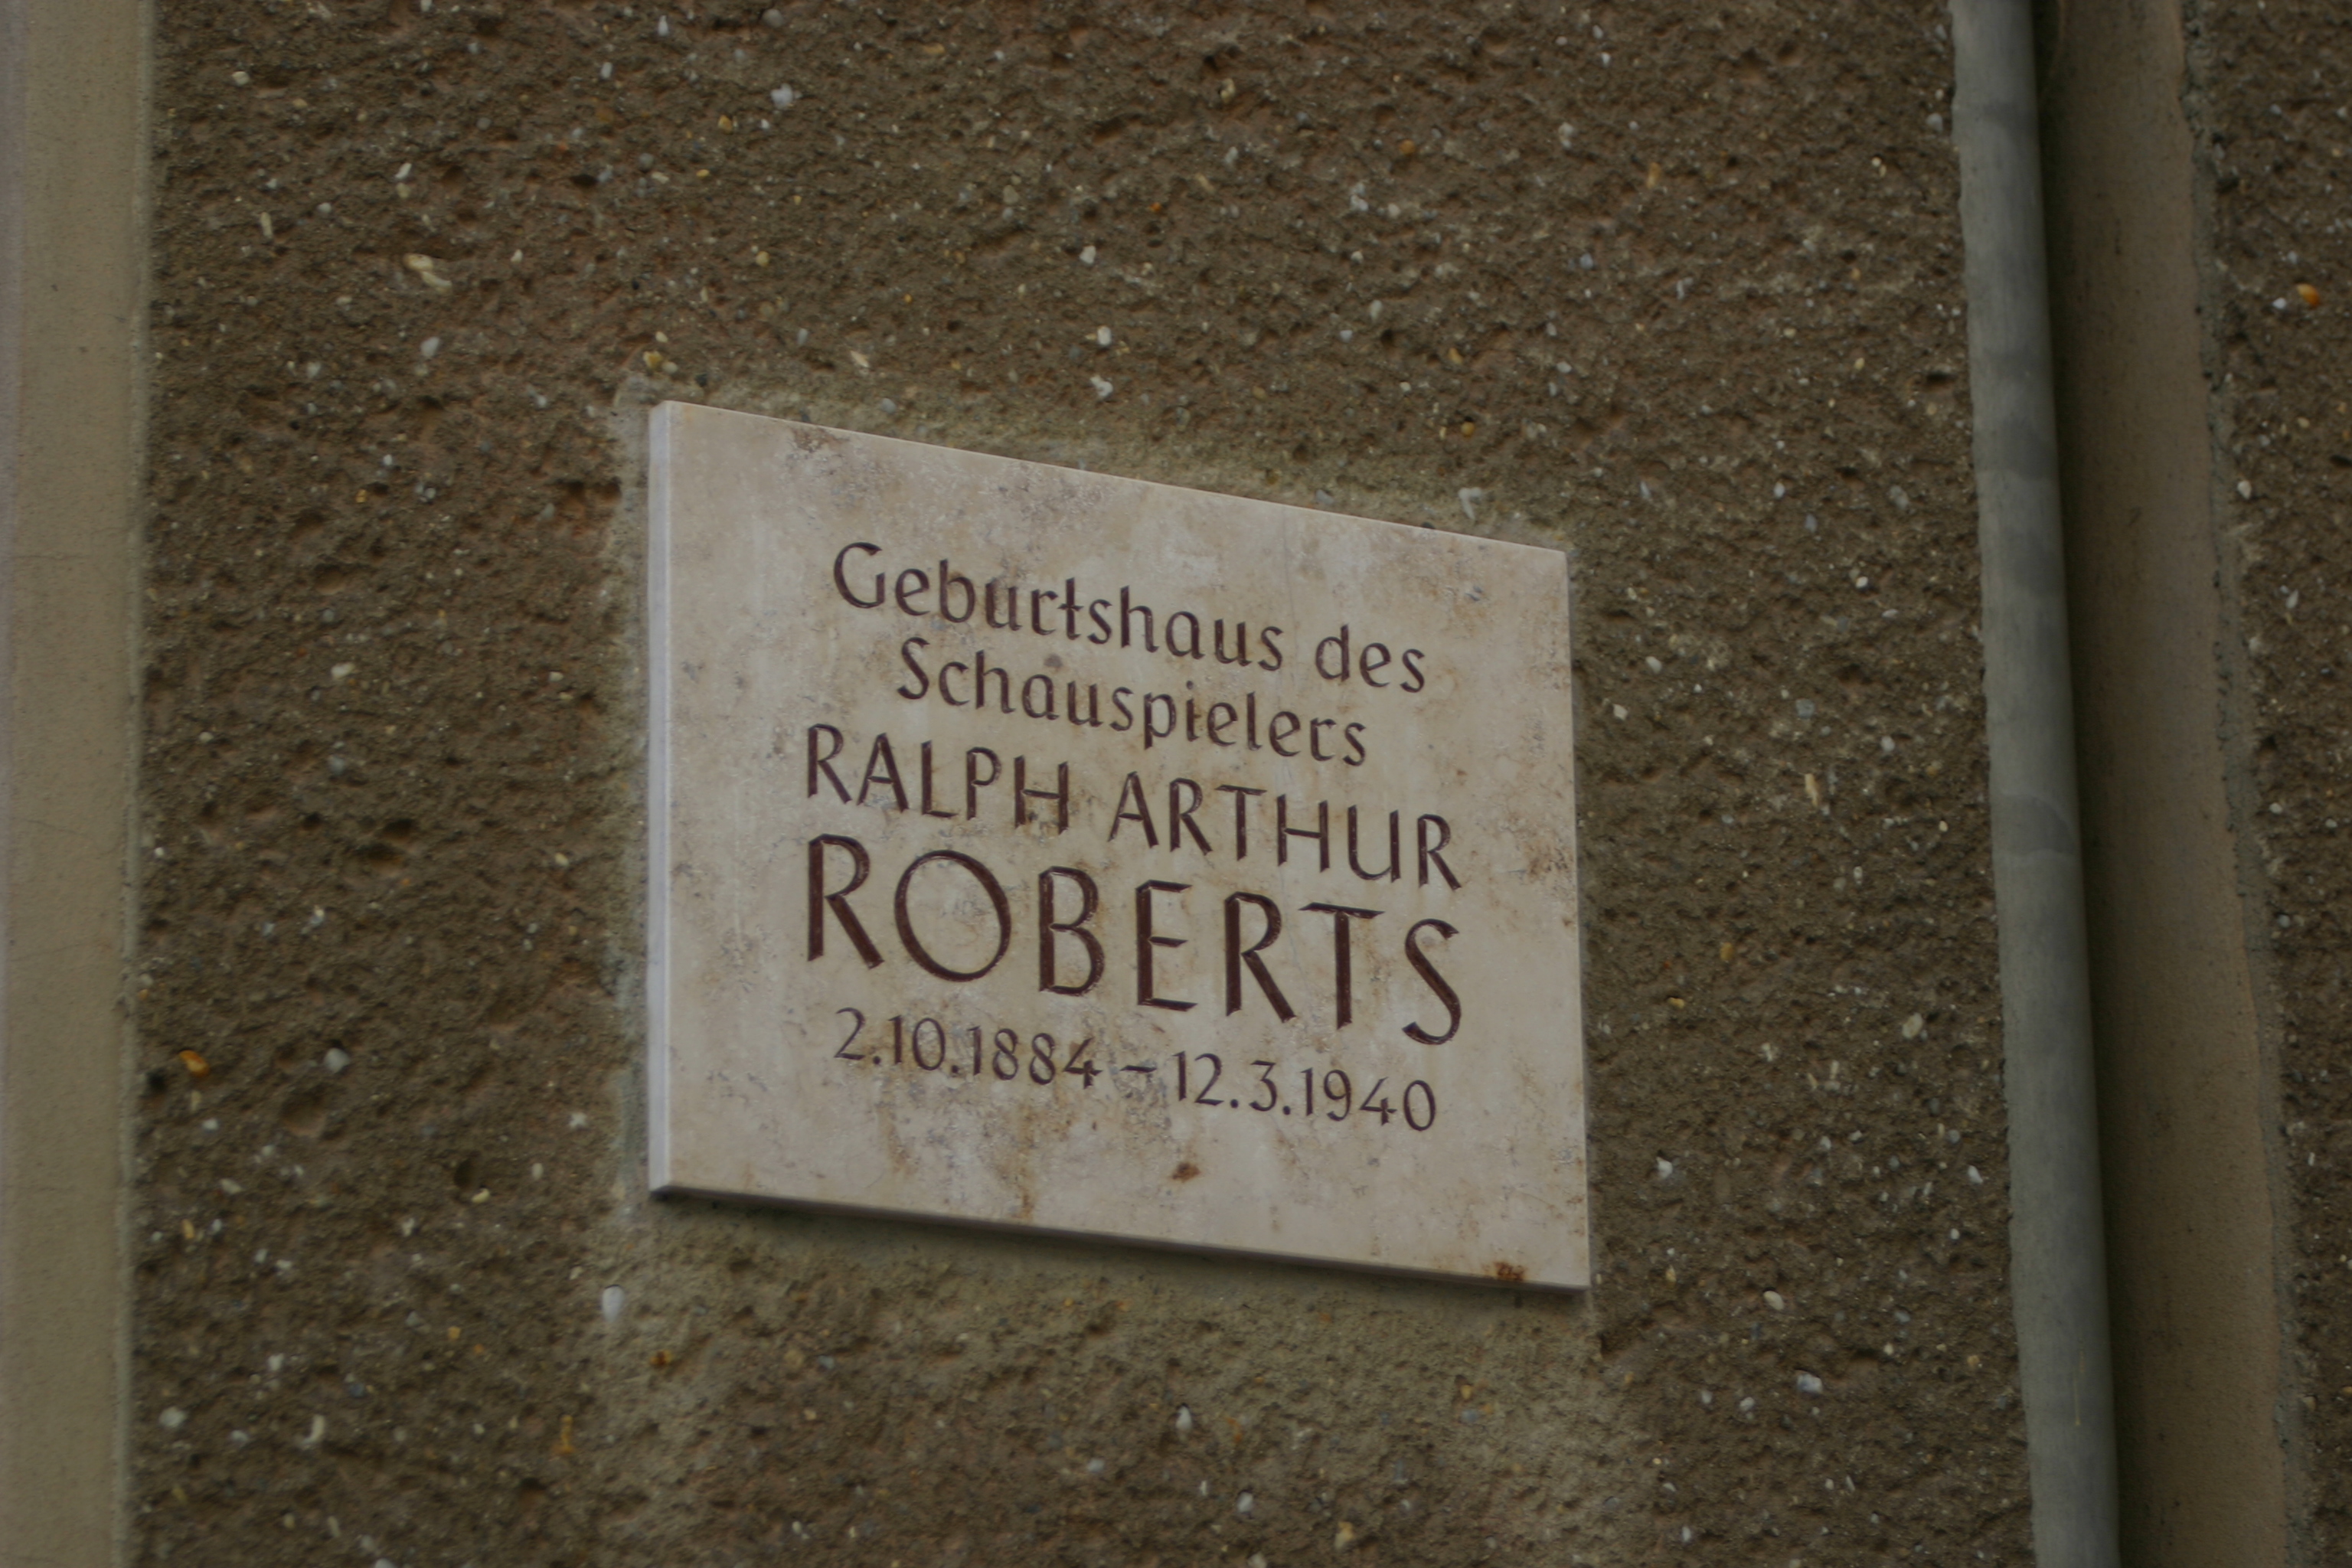 Geburtshaus des
Schauspielers
RALPH ARTHUR
ROBERTS
2.10.1884 – 12.3.1940